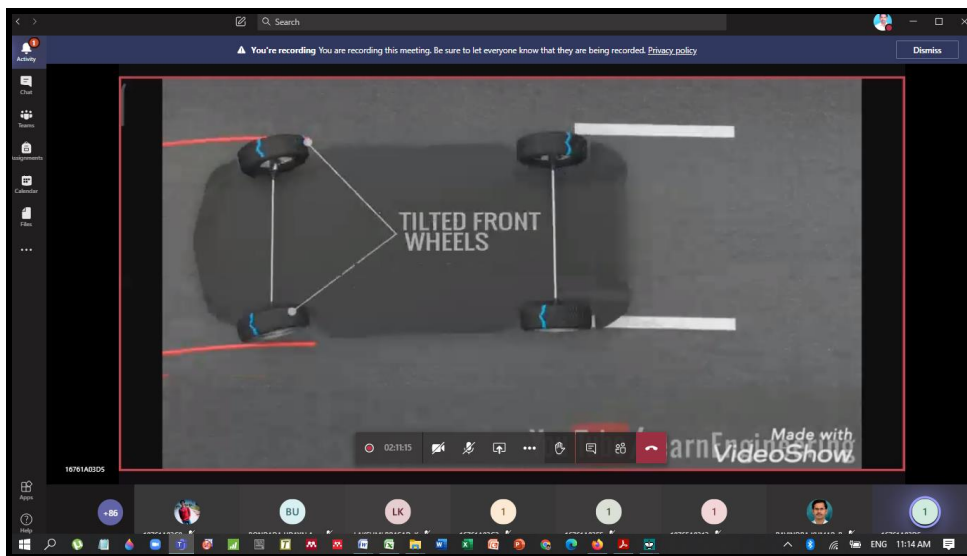 Search
You're recording You are recording this meeting. Be sure to let everyone know that they are being recorded. Privacy policy
Dismiss
1
Activity
Chat
Teams
Assignments
Calendar
Files
TILTED FRONT
WHEELS
02:11:15
Made with
VideoShow
16761A03D5
Apps
Help
+86
BU
LK
1
1
1
1
ENG 11:14 AM